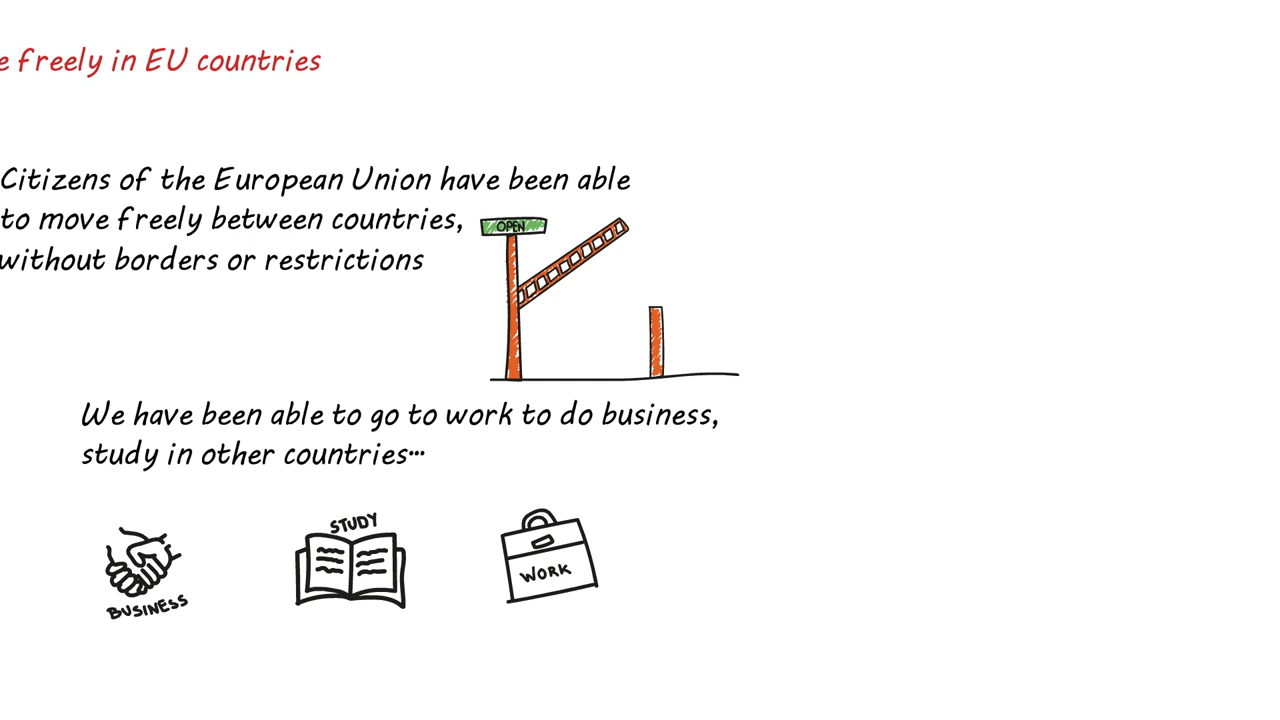 e freely in EU countries
Citizens of the European Union have been able
to move freely between countries,
OPEN
without borders or restrictions
We have been able to go to work to do business,
study in other countries...
STUDY
WORK
BUSINESS